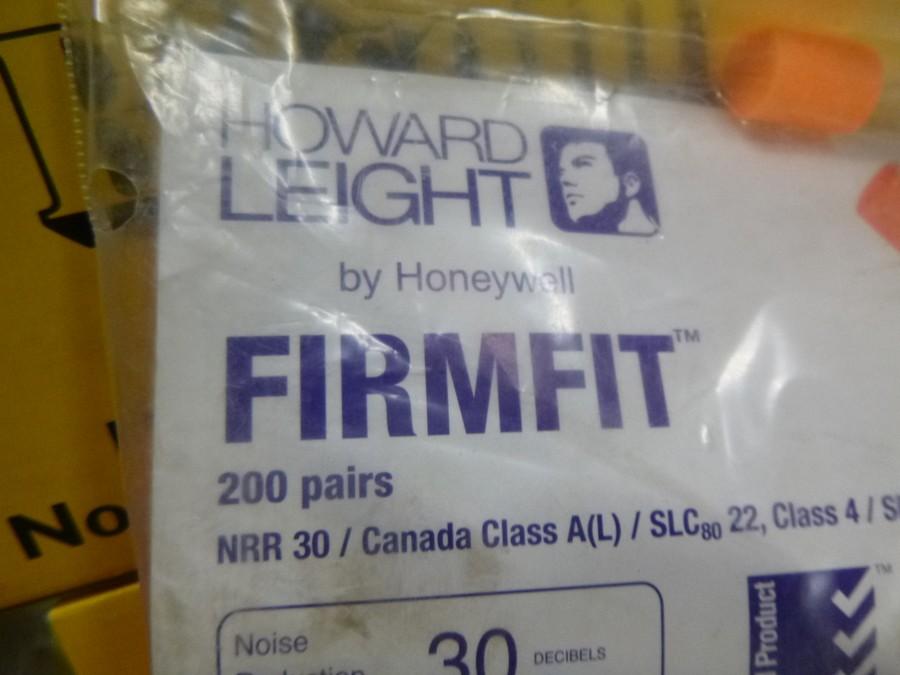 HOWARD
LEIGHT
by Honeywell
FIRMFIT™
200 pairs
NRR 30 / Canada Class A(L) / SLC80 22, Class 4 /
Noise
30 DECIBELS
Product
TM
No